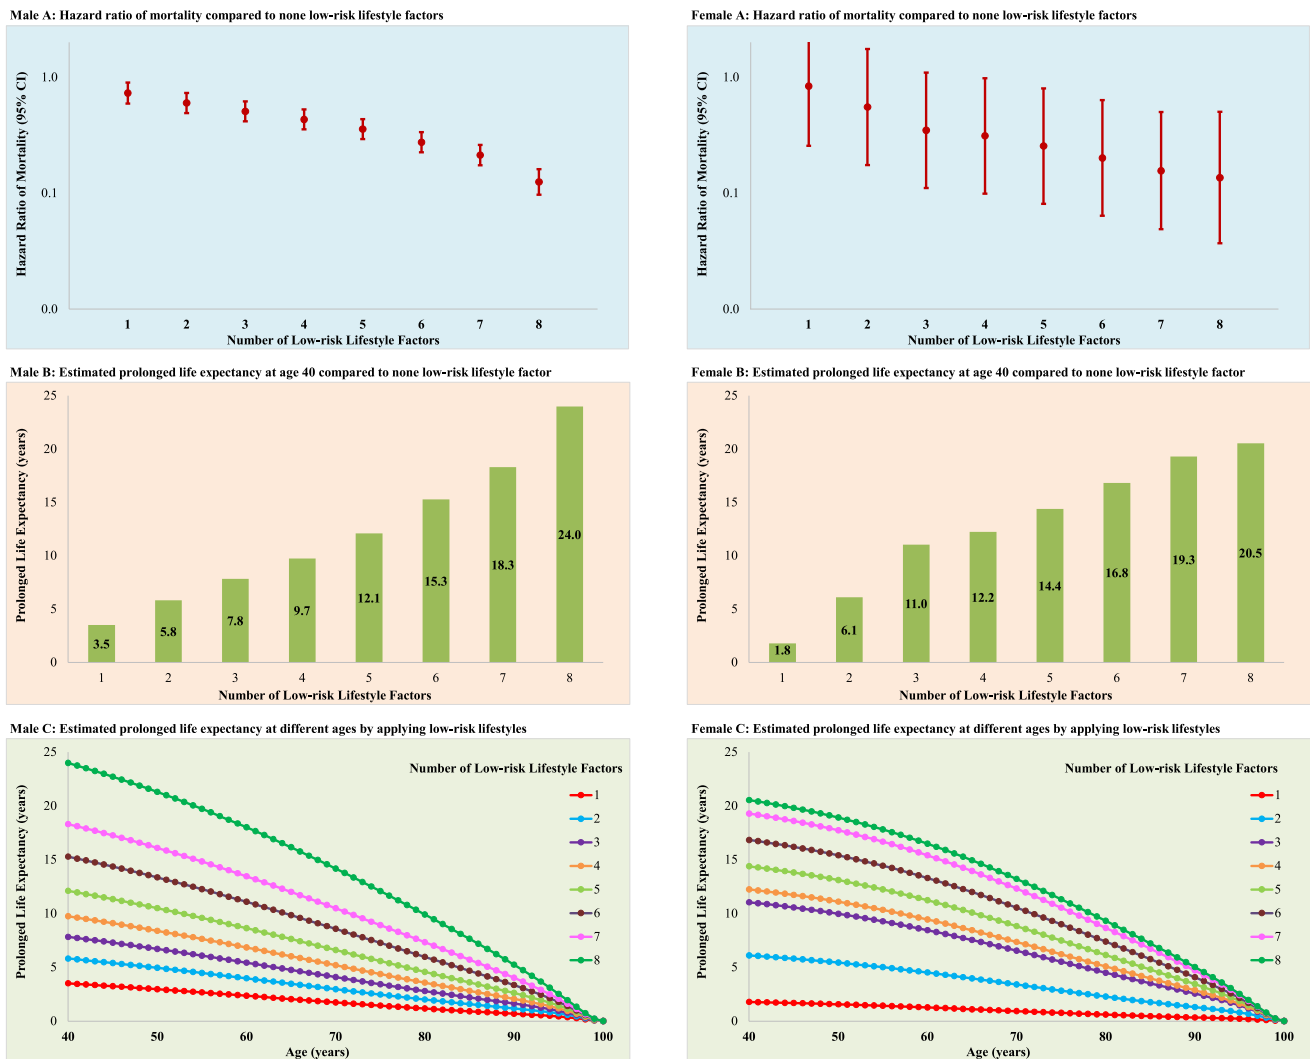 Male A: Hazard ratio of mortality compared to none low-risk lifestyle factors
Hazard Ratio of Mortality (95% CI)
1.0
0.1
0.0
1 2 3 4 5 6 7 8
Number of Low-risk Lifestyle Factors
Female A: Hazard ratio of mortality compared to none low-risk lifestyle factors
Hazard Ratio of Mortality (95% CI)
1.0
0.1
0.0
1 2 3 4 5 6 7 8
Number of Low-risk Lifestyle Factors
Male B: Estimated prolonged life expectancy at age 40 compared to none low-risk lifestyle factor
Prolonged Life Expectancy (years)
25
20
15
10
5
0
3.5 5.8 7.8 9.7 12.1 15.3 18.3 24.0
1 2 3 4 5 6 7 8
Number of Low-risk Lifestyle Factors
Female B: Estimated prolonged life expectancy at age 40 compared to none low-risk lifestyle factor
Prolonged Life Expectancy (years)
25
20
15
10
5
0
1.8 6.1 11.0 12.2 14.4 16.8 19.3 20.5
1 2 3 4 5 6 7 8
Number of Low-risk Lifestyle Factors
Male C: Estimated prolonged life expectancy at different ages by applying low-risk lifestyles
Prolonged Life Expectancy (years)
25
20
15
10
5
0
Number of Low-risk Lifestyle Factors
1
2
3
4
5
6
7
8
40 50 60 70 80 90 100
Age (years)
Female C: Estimated prolonged life expectancy at different ages by applying low-risk lifestyles
Prolonged Life Expectancy (years)
25
20
15
10
5
0
Number of Low-risk Lifestyle Factors
1
2
3
4
5
6
7
8
40 50 60 70 80 90 100
Age (years)